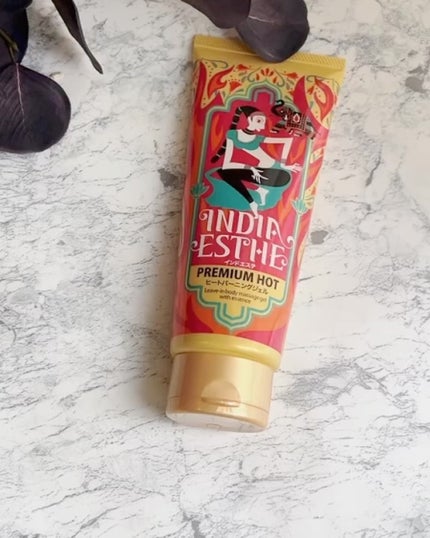 INDIA
ESTHE
インドエステ
PREMIUM HOT
ヒートバーニングジェル
Leave-in body massage gel
with essence